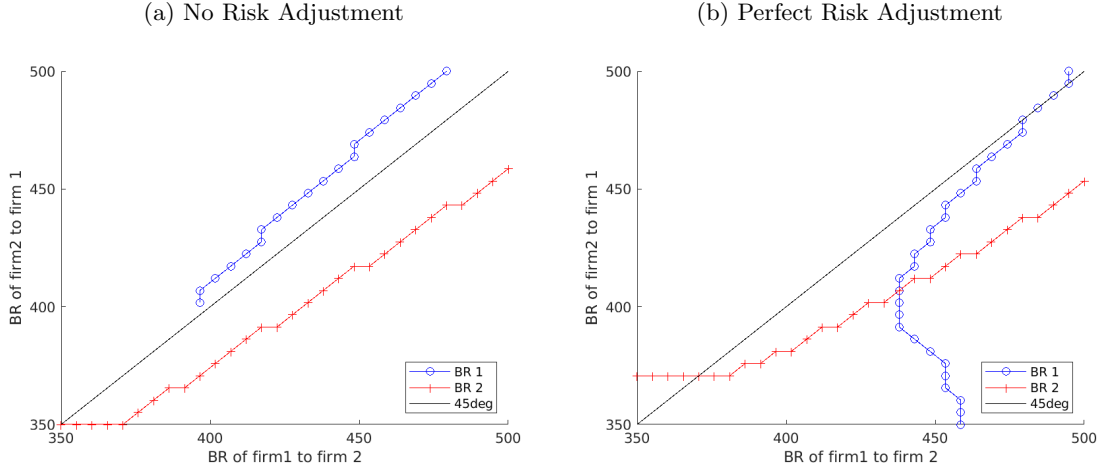 (a) No Risk Adjustment
500
450
400
350
350
400
450
500
BR of firm2 to firm 1
BR of firm1 to firm 2
BR 1
BR 2
45deg
(b) Perfect Risk Adjustment
500
450
400
350
350
400
450
500
BR of firm2 to firm 1
BR of firm1 to firm 2
BR 1
BR 2
45deg